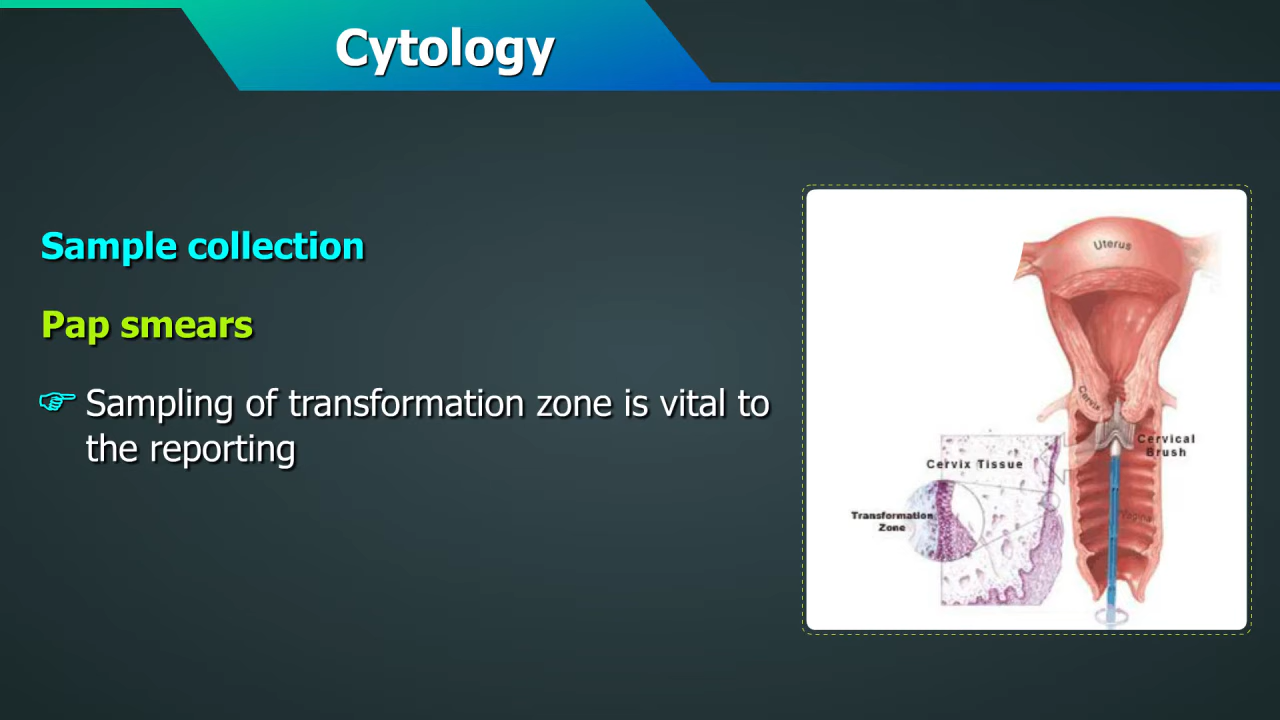 Cytology
Sample collection
Pap smears
☞ Sampling of transformation zone is vital to
the reporting
Uterus
Cervix
Cervical
Brush
Cervix Tissue
Transformation
Zone
Vagina